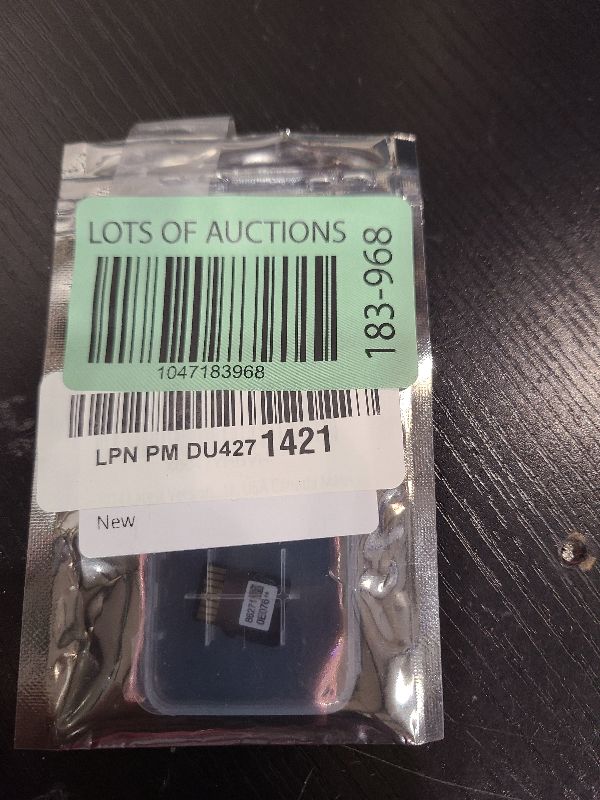 LOTS OF AUCTIONS
183-968
1047183968
LPN PM DU427 1421
New